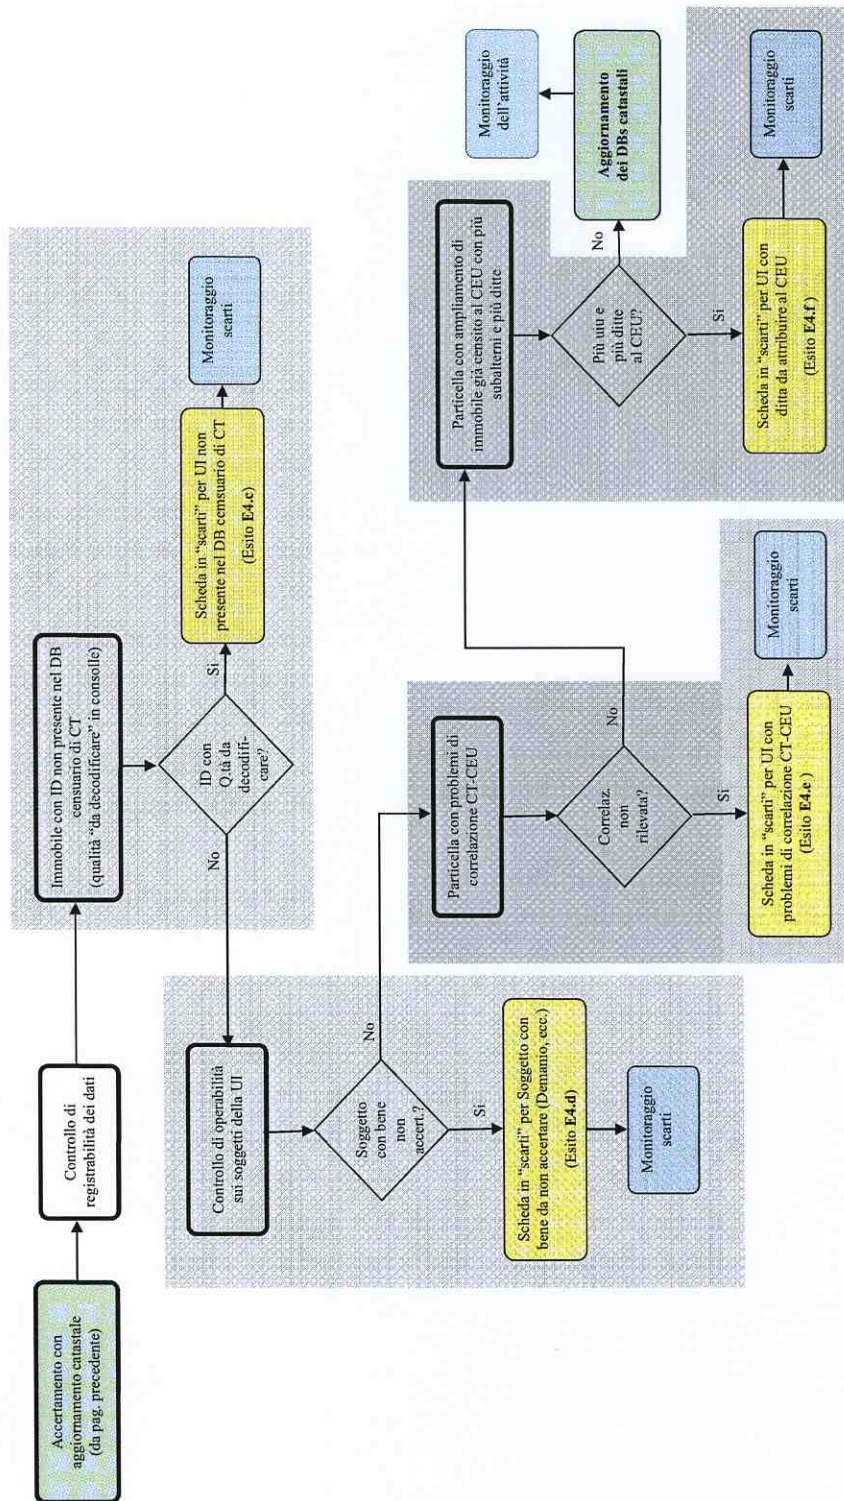 Accertamento con
aggiornamento catastale
(da pag. precedente)
Controllo di
registrabilità dei dati
Immobile con ID non presente nel DB
censuario di CT
(qualità "da decodificare" in consolle)
ID con
Q.tà da
decodifi-
care?
Si
Scheda in "scarti" per UI non
presente nel DB cemsuario di CT
(Esito E4.c)
Monitoraggio
scarti
No
Controllo di operabilità
sui soggetti della UI
Soggetto
con bene
non
accert.?
Si
Scheda in "scarti" per Soggetto con
bene da non accertare (Demanio, ecc.)
(Esito E4.d)
Monitoraggio
scarti
No
Particella con problemi di
correlazione CT-CEU
Correlaz.
non
rilevata?
Si
Scheda in "scarti" per UI con
problemi di correlazione CT-CEU
(Esito E4.e )
Monitoraggio
scarti
No
Particella con ampliamento di
immobile già censito al CEU con più
subalterni e più ditte
Più uiu e
più ditte
al CEU?
Si
Scheda in "scarti" per UI con
ditta da attribuire al CEU
(Esito E4.f )
Monitoraggio
scarti
No
Aggiornamento
dei DBs catastali
Monitoraggio
dell'attività